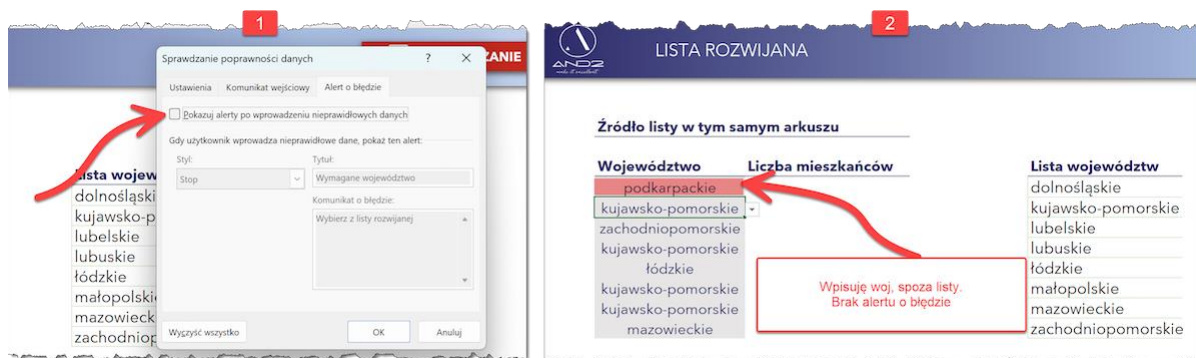 1
ZANIE
Sprawdzanie poprawności danych
?
Ustawienia Komunikat wejściowy Alert o błędzie
Pokazuj alerty po wprowadzeniu nieprawidłowych danych
Gdy użytkownik wprowadza nieprawidłowe dane, pokaż ten alert:
Styl: Tytuł:
Stop Wymagane województwo
Komunikat o błędzie:
Wybierz z listy rozwijanej
Wyczyść wszystko OK Anuluj
Lista wojew
dolnośląski
kujawsko-p
lubelskie
lubuskie
łódzkie
małopolski
mazowieck
zachodniop
2
AND2
LISTA ROZWIJANA
Źródło listy w tym samym arkuszu
Województwo Liczba mieszkańców Lista województw
podkarpackie dolnośląskie
kujawsko-pomorskie kujawsko-pomorskie
zachodniopomorskie lubelskie
kujawsko-pomorskie lubuskie
łódzkie łódzkie
kujawsko-pomorskie małopolskie
kujawsko-pomorskie mazowieckie
mazowieckie zachodniopomorskie
Wpisuję woj, spoza listy.
Brak alertu o błędzie